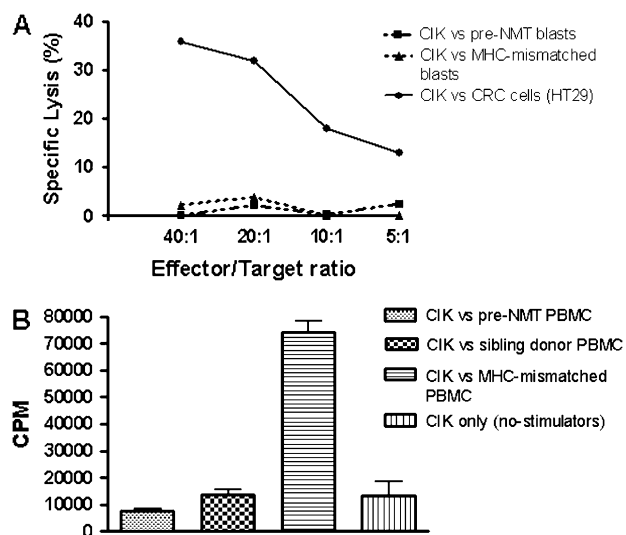 A
40
30
20
10
0
Specific Lysis (%)
40:1
20:1
10:1
5:1
Effector/Target ratio
CIK vs pre-NMT blasts
CIK vs MHC-mismatched
blasts
CIK vs CRC cells (HT29)
B
80000
70000
60000
50000
40000
30000
20000
10000
0
CPM
CIK vs pre-NMT PBMC
CIK vs sibling donor PBMC
CIK vs MHC-mismatched
PBMC
CIK only (no-stimulators)